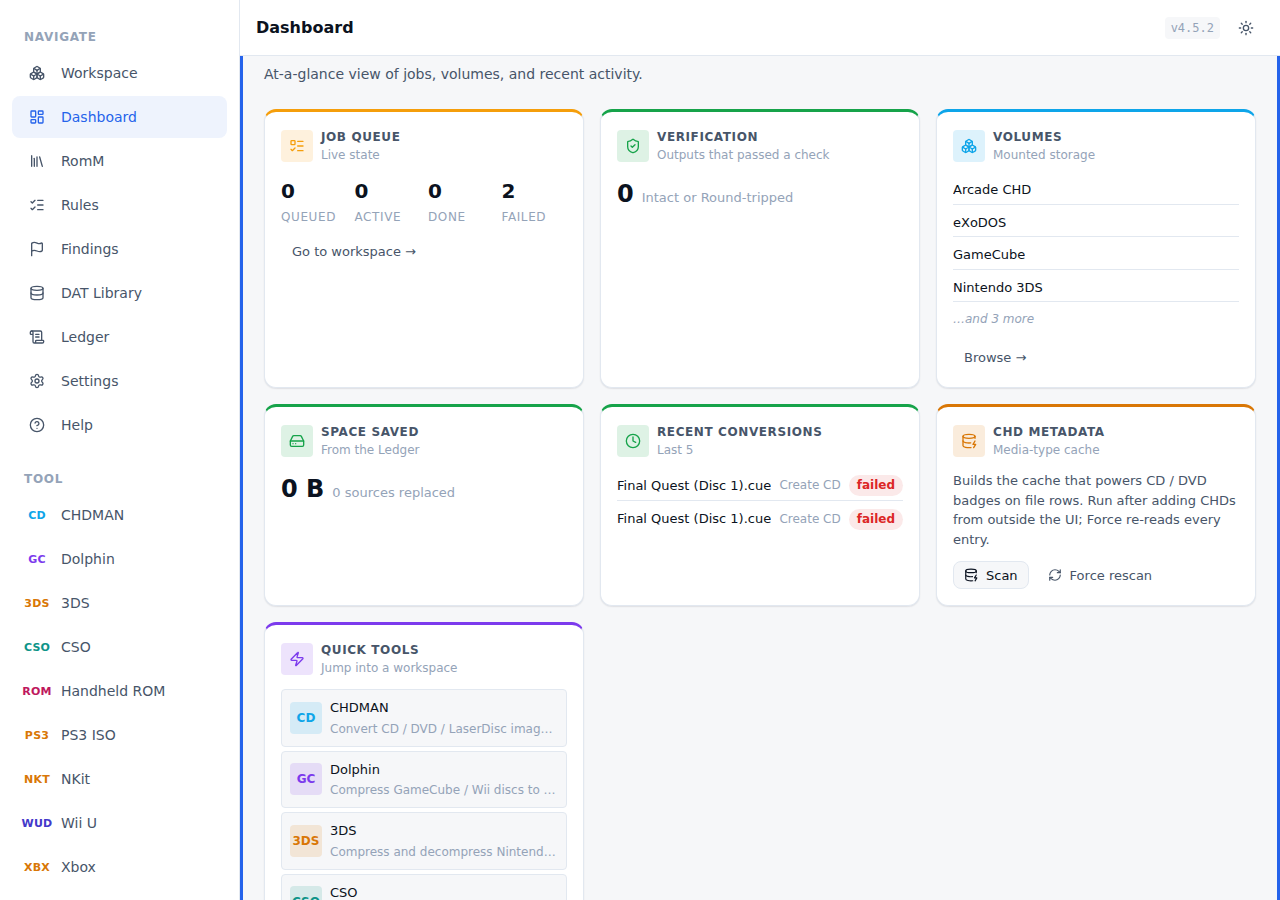 NAVIGATE
Workspace
Dashboard
RomM
Rules
Findings
DAT Library
Ledger
Settings
Help
TOOL
CD CHDMAN
GC Dolphin
3DS 3DS
CSO CSO
ROM Handheld ROM
PS3 PS3 ISO
NKT NKit
WUD Wii U
XBX Xbox
Dashboard
v4.5.2
At-a-glance view of jobs, volumes, and recent activity.
JOB QUEUE
Live state
0 0 0 2
QUEUED ACTIVE DONE FAILED
Go to workspace →
VERIFICATION
Outputs that passed a check
0 Intact or Round-tripped
VOLUMES
Mounted storage
Arcade CHD
eXoDOS
GameCube
Nintendo 3DS
…and 3 more
Browse →
SPACE SAVED
From the Ledger
0 B 0 sources replaced
RECENT CONVERSIONS
Last 5
Final Quest (Disc 1).cue Create CD failed
Final Quest (Disc 1).cue Create CD failed
CHD METADATA
Media-type cache
Builds the cache that powers CD / DVD
badges on file rows. Run after adding CHDs
from outside the UI; Force re-reads every
entry.
Scan Force rescan
QUICK TOOLS
Jump into a workspace
CD CHDMAN
Convert CD / DVD / LaserDisc imag…
GC Dolphin
Compress GameCube / Wii discs to …
3DS 3DS
Compress and decompress Nintend…
CSO CSO